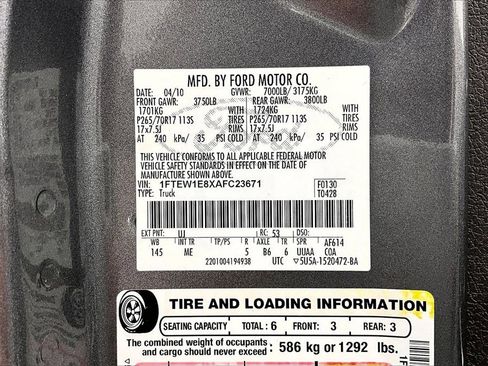 MFD. BY FORD MOTOR CO.
DATE: 04/10 GVWR: 7000LB/ 3175KG
FRONT GAWR: 3750LB REAR GAWR: 3800LB
1701KG WITH 1724KG WITH
P265/70R17 113S TIRES P265/70R17 113S TIRES
17x7.5J RIMS 17x7.5J RIMS
AT 240 kPa/ 35 PSI COLD AT 240 kPa/ 35 PSI COLD
THIS VEHICLE CONFORMS TO ALL APPLICABLE FEDERAL MOTOR
VEHICLE SAFETY STANDARDS IN EFFECT ON THE DATE OF
MANUFACTURE SHOWN ABOVE.
VIN: 1FTEW1E8XAFC23671 F0130
TYPE: Truck T0428
EXT PNT: UJ RC: 53 DSO:
WB INT TR TP/PS R AXLE TR SPR AF614
145 ME 5 B6 6 UUAA COA
2201004194938 UTC 5U5A-1520472-BA
TIRE AND LOADING INFORMATION
SEATING CAPACITY TOTAL: 6 FRONT: 3 REAR: 3
The combined weight of occupants
and cargo should never exceed: 586 kg or 1292 lbs.